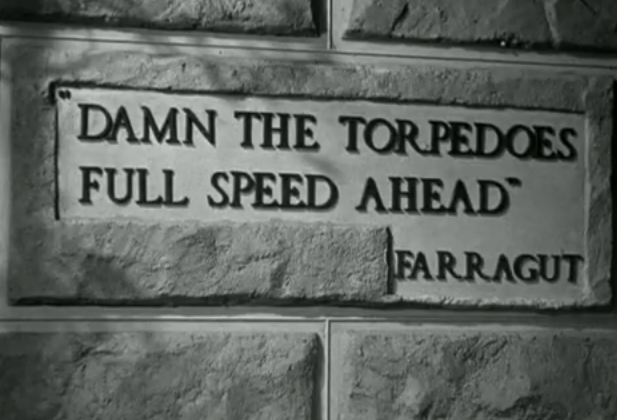 "DAMN THE TORPEDOES
FULL SPEED AHEAD"
FARRAGUT